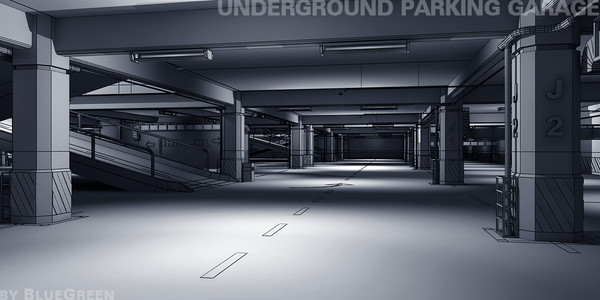 UNDERGROUND PARKING GARAGE
J
2
BY BLUEGREEN